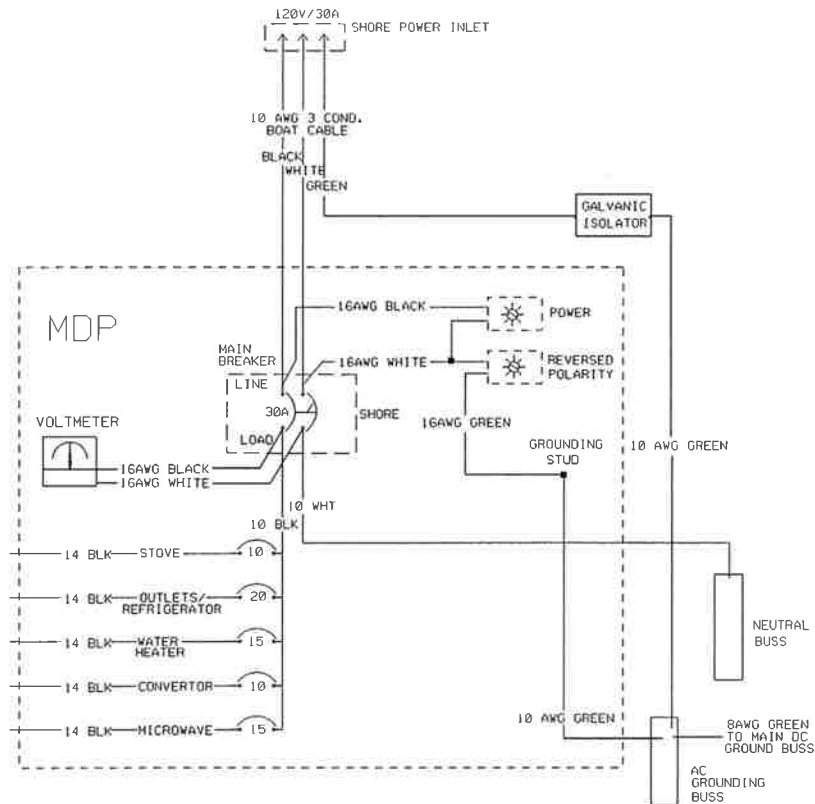 120V/30A
SHORE POWER INLET
10 AWG 3 COND.
BOAT CABLE
BLACK
WHITE
GREEN
GALVANIC
ISOLATOR
MDP
16AWG BLACK
POWER
MAIN
BREAKER
16AWG WHITE
REVERSED
POLARITY
LINE
30A
SHORE
LOAD
16AWG GREEN
VOLTMETER
GROUNDING
STUD
10 AWG GREEN
16AWG BLACK
16AWG WHITE
10 WHT
10 BLK
14 BLK
STOVE
10
14 BLK
OUTLETS/
REFRIGERATOR
20
14 BLK
WATER
HEATER
15
NEUTRAL
BUSS
14 BLK
CONVERTOR
10
14 BLK
MICROWAVE
15
10 AWG GREEN
8AWG GREEN
TO MAIN DC
GROUND BUSS
AC
GROUNDING
BUSS